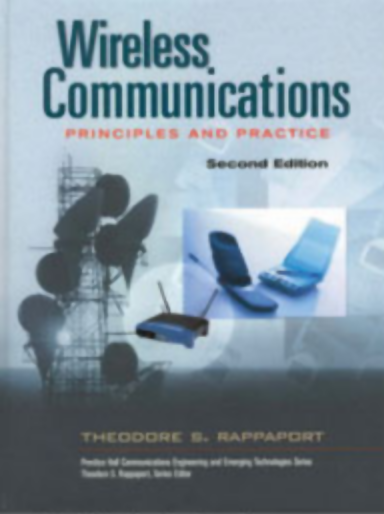 Wireless
Communications
PRINCIPLES AND PRACTICE
Second Edition
THEODORE S. RAPPAPORT
Prentice Hall Communications Engineering and Emerging Technologies Series
Theodore S. Rappaport, Series Editor